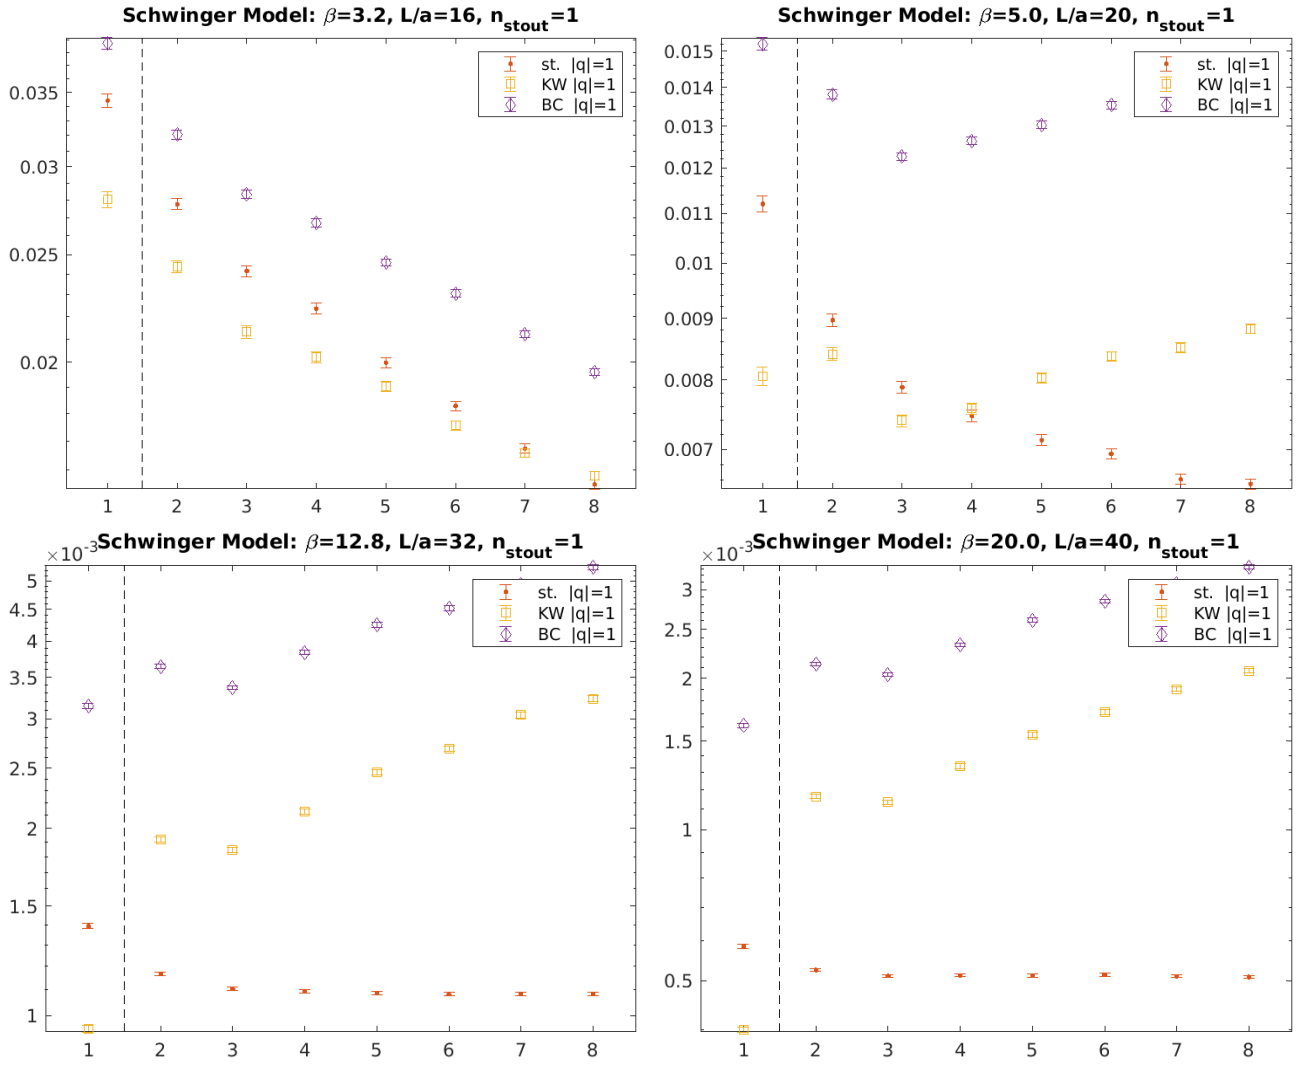 Schwinger Model: β=3.2, L/a=16, n_stout=1
0.035
0.03
0.025
0.02
st. |q|=1
KW |q|=1
BC |q|=1
1 2 3 4 5 6 7 8
Schwinger Model: β=5.0, L/a=20, n_stout=1
0.015
0.014
0.013
0.012
0.011
0.01
0.009
0.008
0.007
st. |q|=1
KW |q|=1
BC |q|=1
1 2 3 4 5 6 7 8
×10⁻³
Schwinger Model: β=12.8, L/a=32, n_stout=1
5
4.5
4
3.5
3
2.5
2
1.5
1
st. |q|=1
KW |q|=1
BC |q|=1
1 2 3 4 5 6 7 8
×10⁻³
Schwinger Model: β=20.0, L/a=40, n_stout=1
3
2.5
2
1.5
1
0.5
st. |q|=1
KW |q|=1
BC |q|=1
1 2 3 4 5 6 7 8